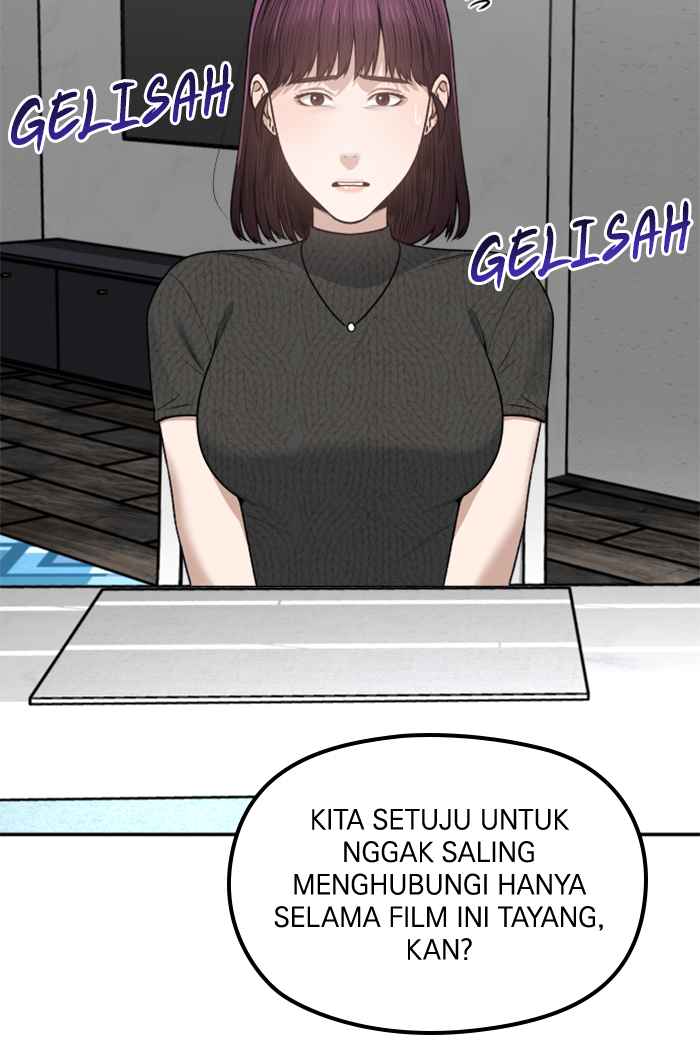 GELISAH
GELISAH
KITA SETUJU UNTUK
NGGAK SALING
MENGHUBUNGI HANYA
SELAMA FILM INI TAYANG,
KAN?